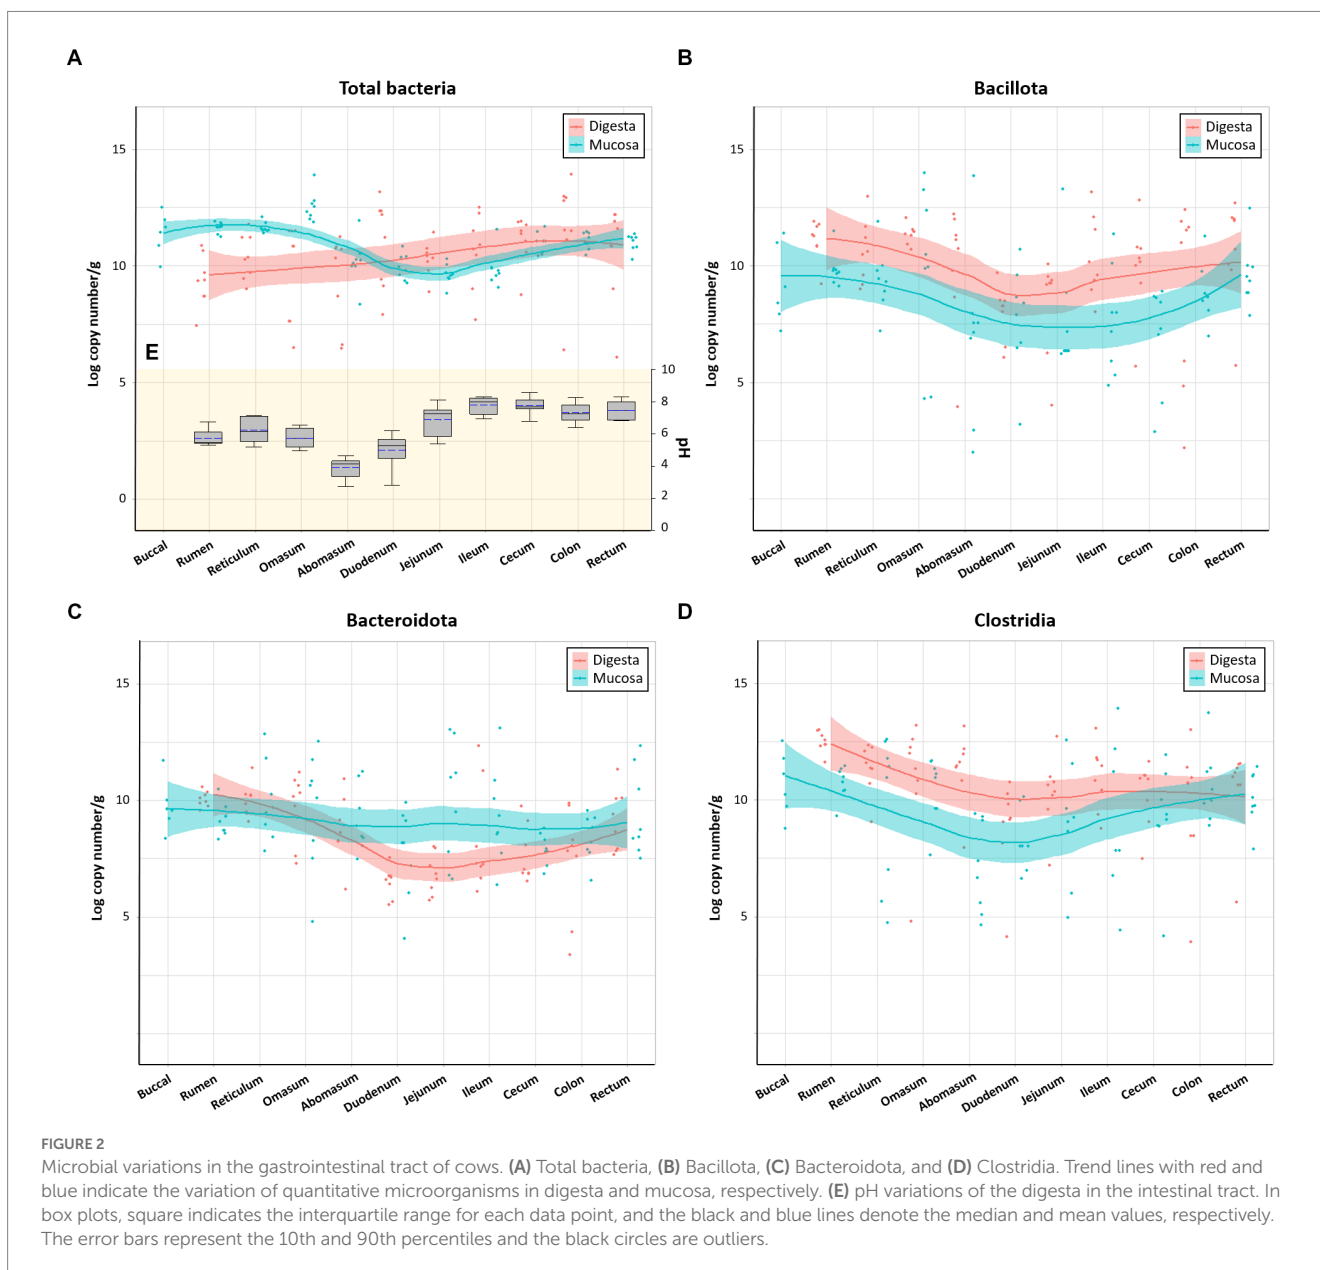 A
Total bacteria
Digesta
Mucosa
15
10
5
0
Log copy number/g
E
10
8
6
4
2
0
pH
Buccal
Rumen
Reticulum
Omasum
Abomasum
Duodenum
Jejunum
Ileum
Cecum
Colon
Rectum
B
Bacillota
Digesta
Mucosa
15
10
5
Log copy number/g
Buccal
Rumen
Reticulum
Omasum
Abomasum
Duodenum
Jejunum
Ileum
Cecum
Colon
Rectum
C
Bacteroidota
Digesta
Mucosa
15
10
5
Log copy number/g
Buccal
Rumen
Reticulum
Omasum
Abomasum
Duodenum
Jejunum
Ileum
Cecum
Colon
Rectum
D
Clostridia
Digesta
Mucosa
15
10
5
Log copy number/g
Buccal
Rumen
Reticulum
Omasum
Abomasum
Duodenum
Jejunum
Ileum
Cecum
Colon
Rectum
FIGURE 2
Microbial variations in the gastrointestinal tract of cows. (A) Total bacteria, (B) Bacillota, (C) Bacteroidota, and (D) Clostridia. Trend lines with red and
blue indicate the variation of quantitative microorganisms in digesta and mucosa, respectively. (E) pH variations of the digesta in the intestinal tract. In
box plots, square indicates the interquartile range for each data point, and the black and blue lines denote the median and mean values, respectively.
The error bars represent the 10th and 90th percentiles and the black circles are outliers.